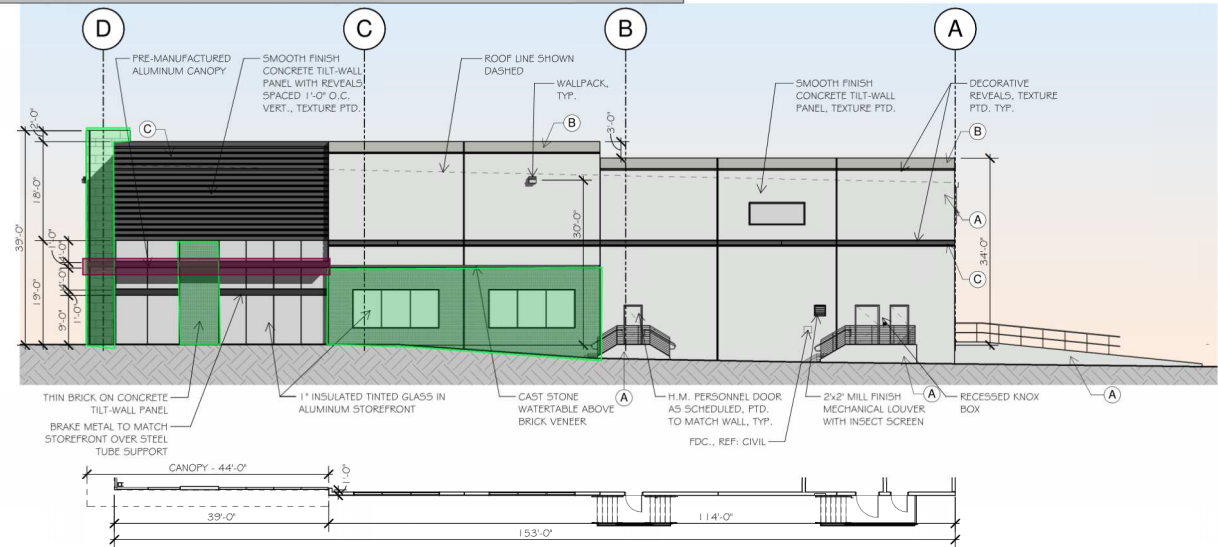 D
C
B
A
PRE-MANUFACTURED
ALUMINUM CANOPY
SMOOTH FINISH
CONCRETE TILT-WALL
PANEL WITH REVEALS
SPACED 1'-0" O.C.
VERT., TEXTURE PTD.
ROOF LINE SHOWN
DASHED
WALLPACK,
TYP.
SMOOTH FINISH
CONCRETE TILT-WALL
PANEL, TEXTURE PTD.
DECORATIVE
REVEALS, TEXTURE
PTD. TYP.
2'-0"
C
B
3'-0"
B
18'-0"
39'-0"
30'-0"
A
34'-0"
1'-0"
4'-0"
C
4'-0"
19'-0"
9'-0"
1'-0"
A
A
A
THIN BRICK ON CONCRETE
TILT-WALL PANEL
BRAKE METAL TO MATCH
STOREFRONT OVER STEEL
TUBE SUPPORT
1" INSULATED TINTED GLASS IN
ALUMINUM STOREFRONT
CAST STONE
WATERTABLE ABOVE
BRICK VENEER
H.M. PERSONNEL DOOR
AS SCHEDULED, PTD.
TO MATCH WALL, TYP.
FDC., REF: CIVIL
2'x2' MILL FINISH
MECHANICAL LOUVER
WITH INSECT SCREEN
RECESSED KNOX
BOX
CANOPY - 44'-0"
1'-0"
39'-0"
114'-0"
153'-0"